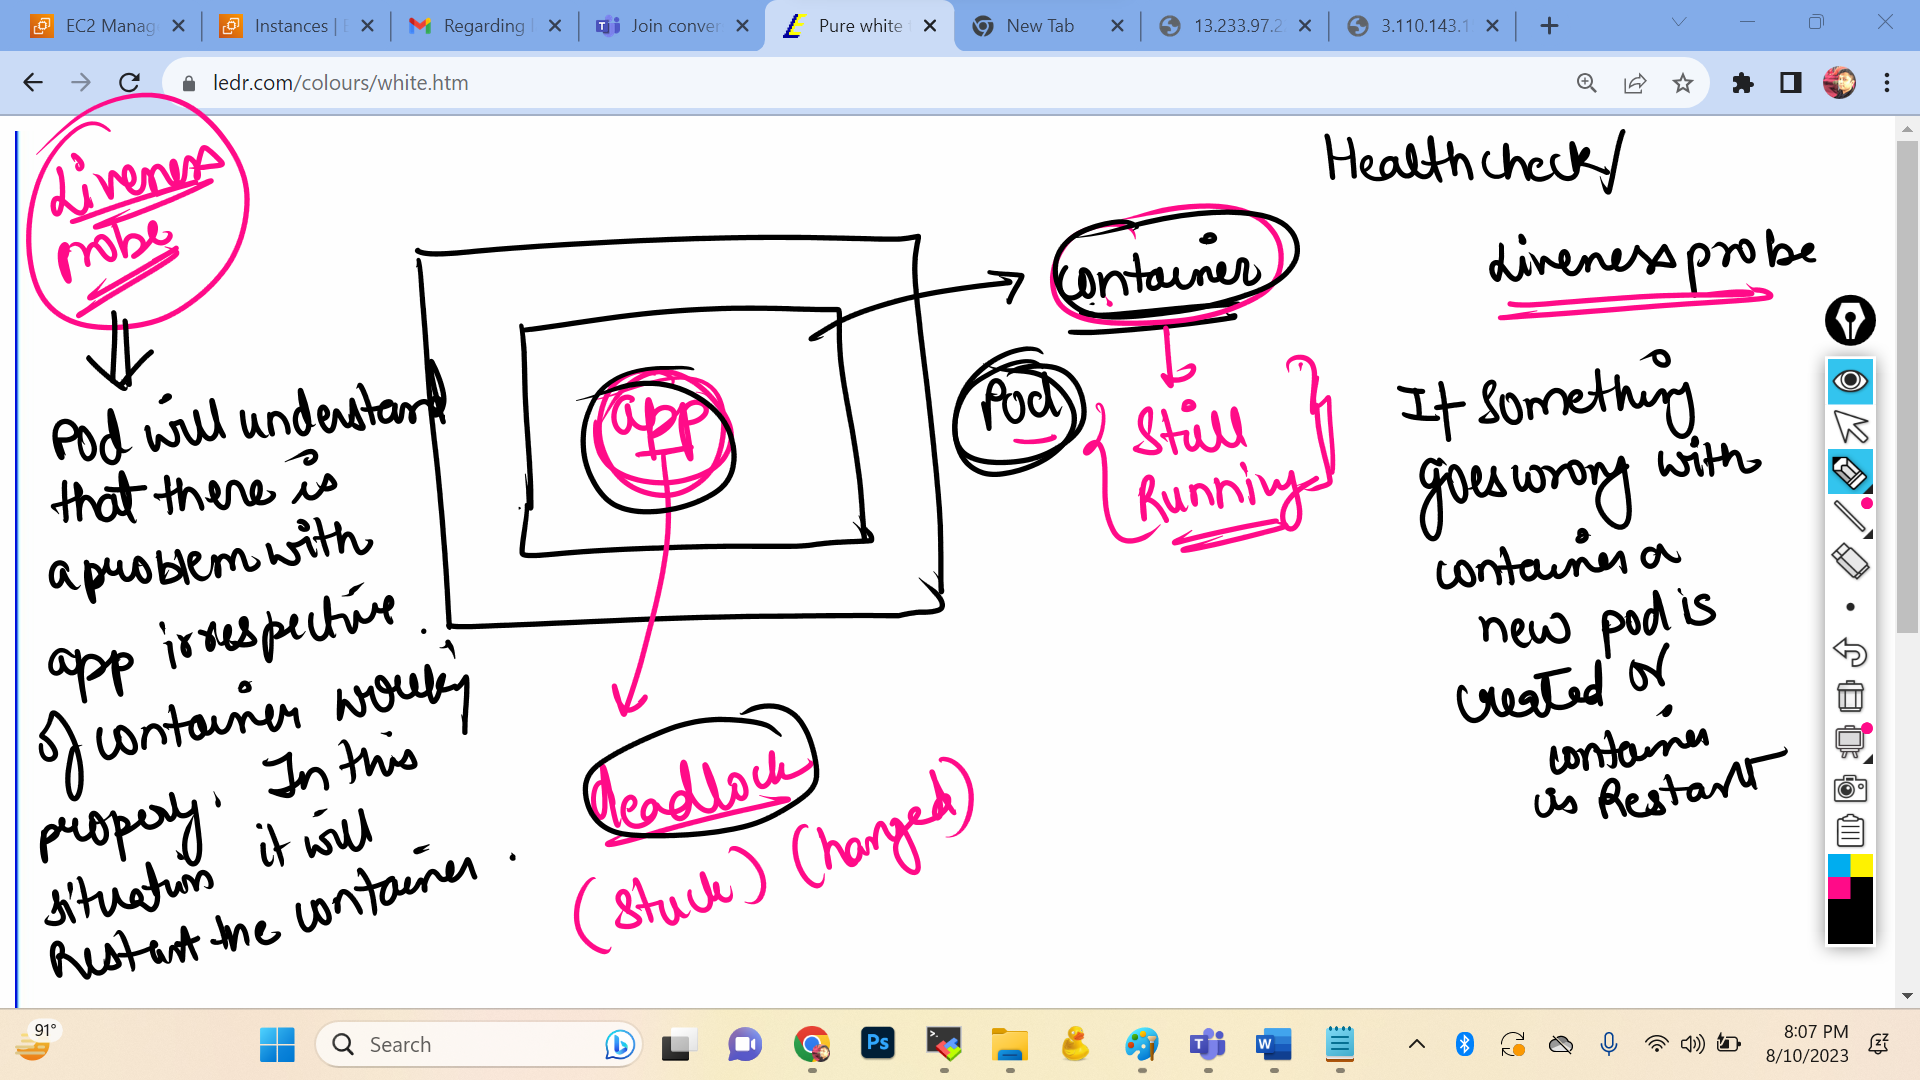 EC2 Manag
Instances | E
Regarding I
Join conver
Pure white f
New Tab
13.233.97.2
3.110.143.1
ledr.com/colours/white.htm
Liveness
probe
Pod will understand
that there is
a problem with
app irrespective
of container working
propery. In this
situation it will
Restart the container.
app
deadlock
(stuck) (hanged)
container
Pod
Still
Running
Healthcheck/
Liveness probe
If something
goes wrong with
container a
new pod is
created or
container
is Restart
91°
Search
Ps
8:07 PM
8/10/2023